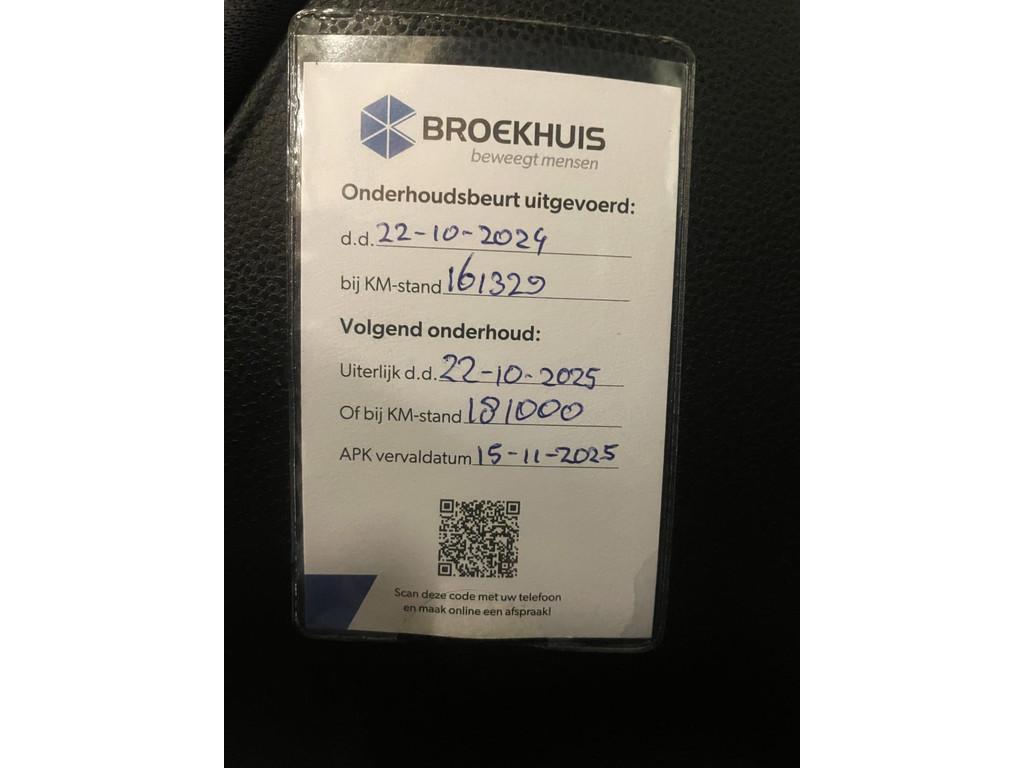 BROEKHUIS
beweegt mensen
Onderhoudsbeurt uitgevoerd:
d.d. 22-10-2024
bij KM-stand 161329
Volgend onderhoud:
Uiterlijk d.d. 22-10-2025
Of bij KM-stand 181000
APK vervaldatum 15-11-2025
Scan deze code met uw telefoon
en maak online een afspraak!